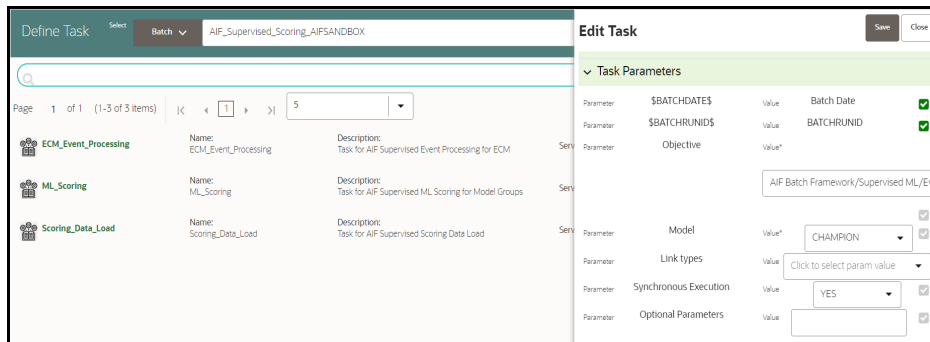 Define Task Select Batch AIF_Supervised_Scoring_AIFSANDBOX
Page 1 of 1 (1-3 of 3 items) 1 5
ECM_Event_Processing
Name:
ECM_Event_Processing
Description:
Task for AIF Supervised Event Processing for ECM
Serv
ML_Scoring
Name:
ML_Scoring
Description:
Task for AIF Supervised ML Scoring for Model Groups
Serv
Scoring_Data_Load
Name:
Scoring_Data_Load
Description:
Task for AIF Supervised Scoring Data Load
Serv
Edit Task Save Close
Task Parameters
Parameter $BATCHDATE$ Value Batch Date
Parameter $BATCHRUNID$ Value BATCHRUNID
Parameter Objective Value*
AIF Batch Framework/Supervised ML/Ev
Parameter Model Value* CHAMPION
Parameter Link types Value Click to select param value
Parameter Synchronous Execution Value YES
Parameter Optional Parameters Value